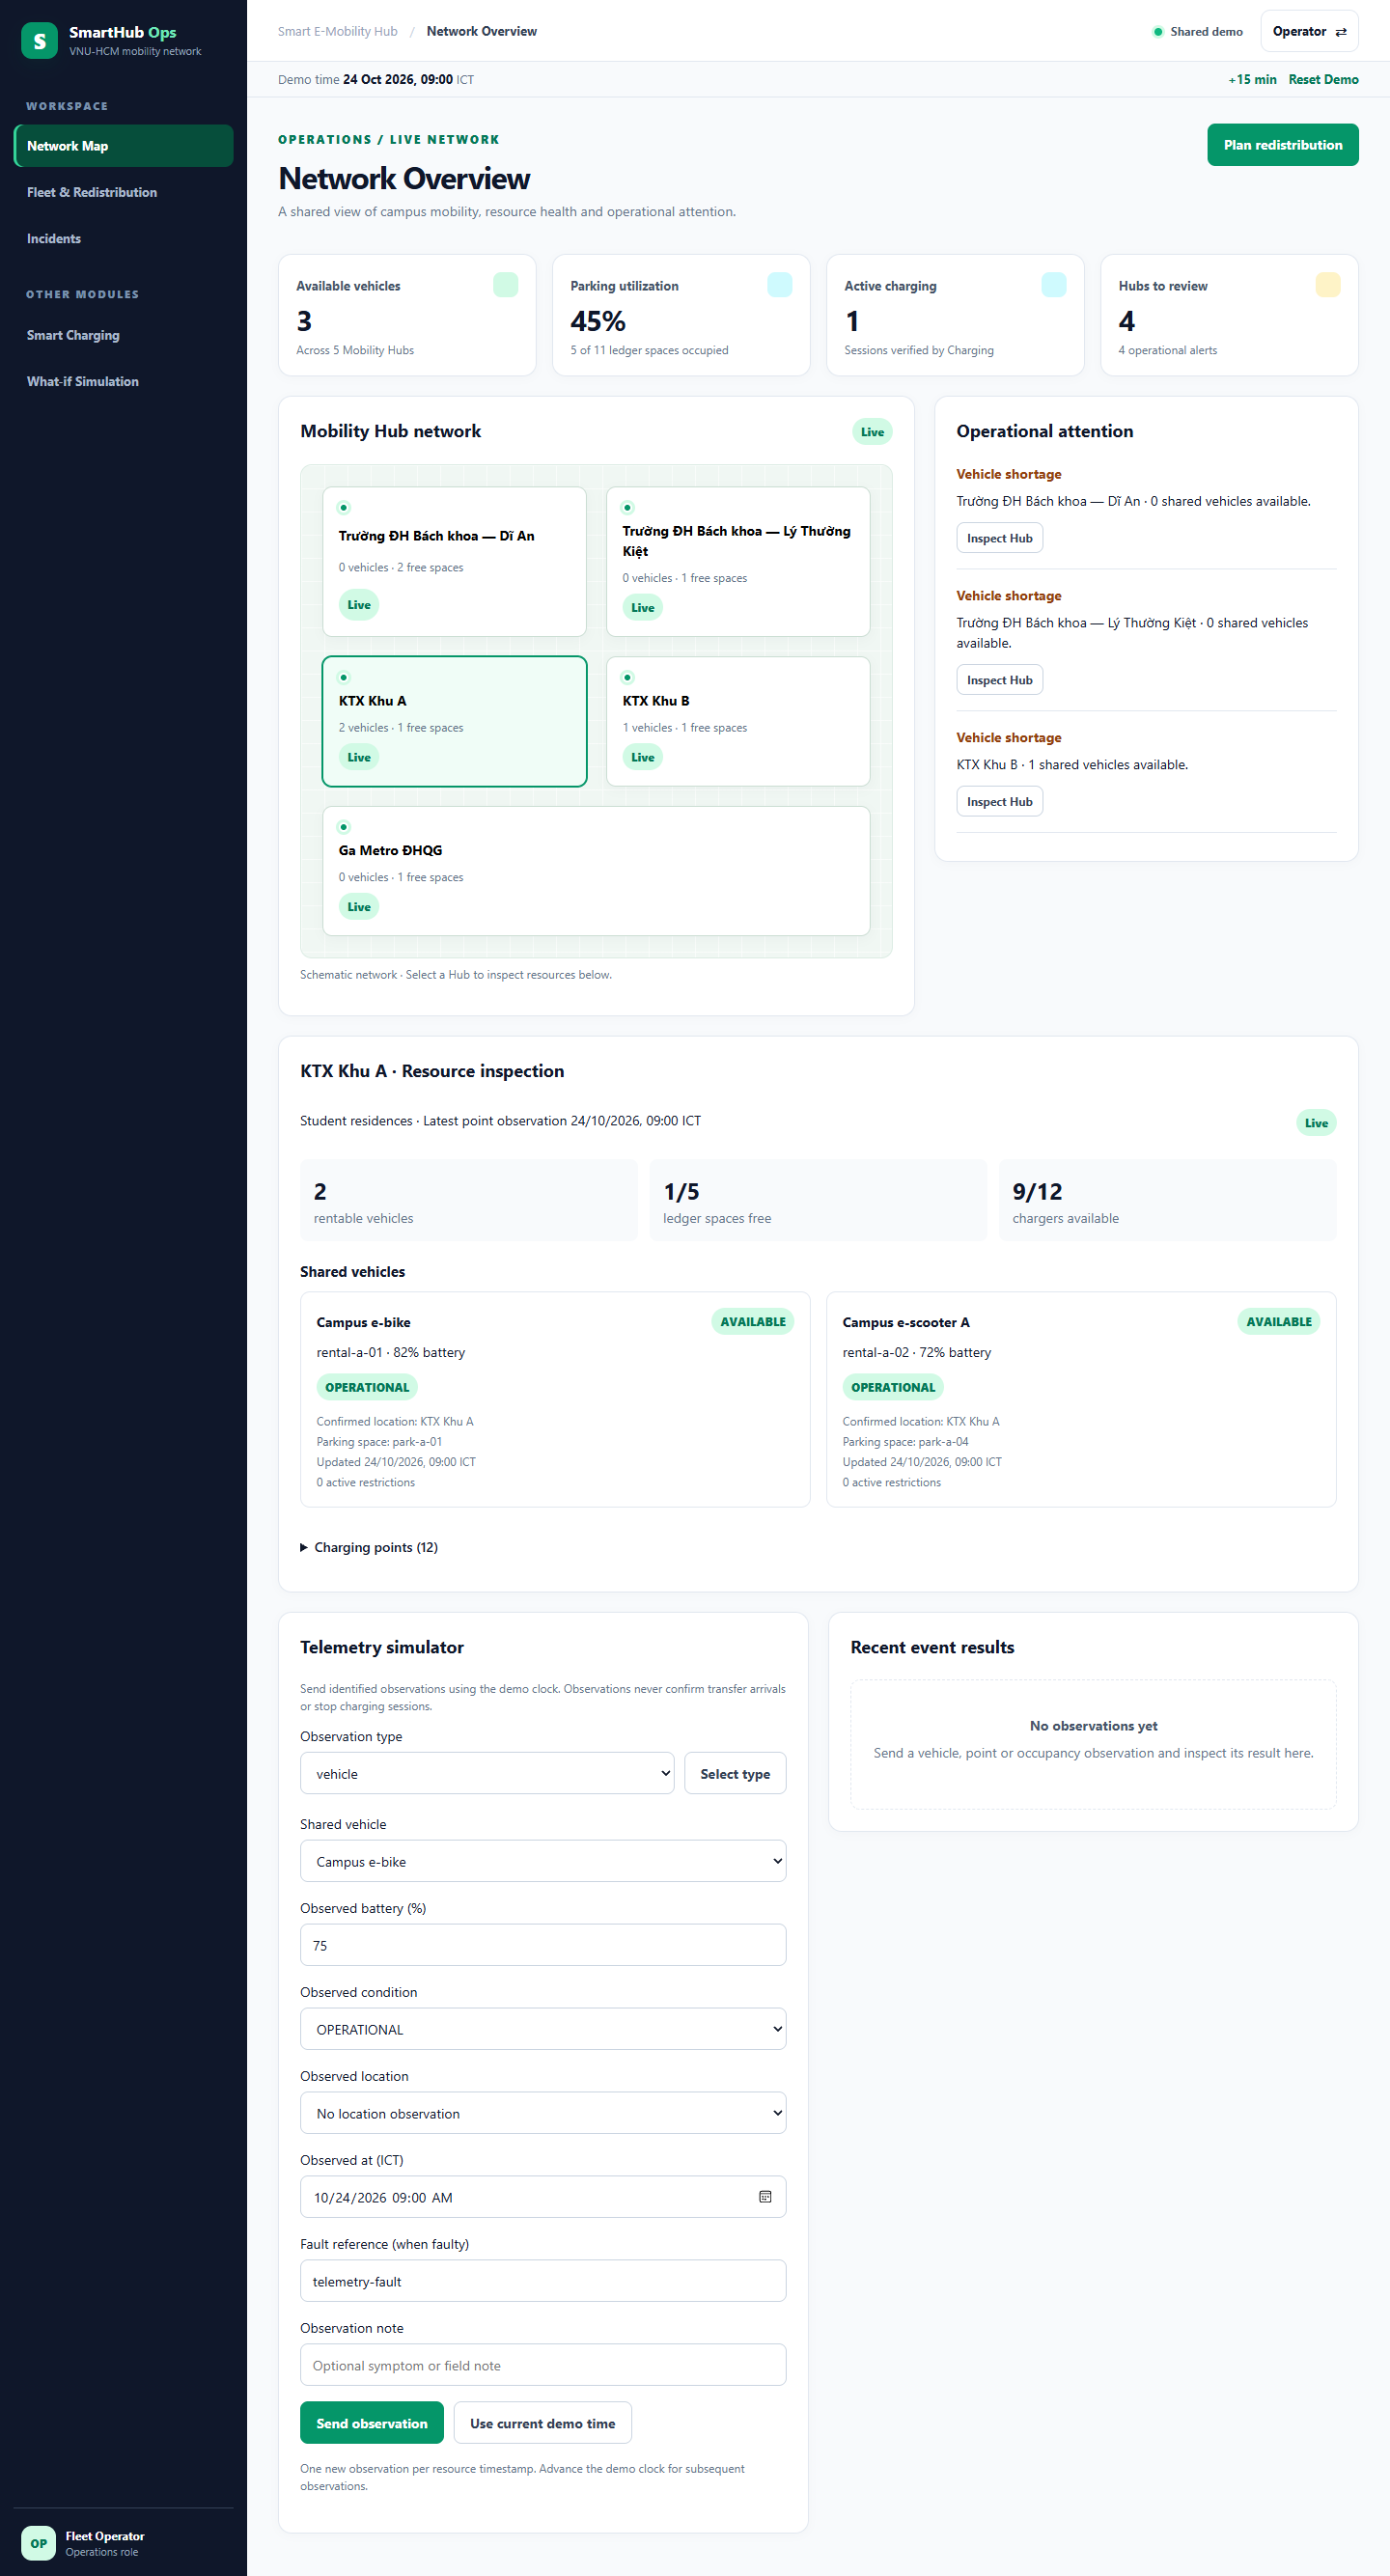 S
SmartHub Ops
VNU-HCM mobility network
WORKSPACE
Network Map
Fleet & Redistribution
Incidents
OTHER MODULES
Smart Charging
What-if Simulation
OP
Fleet Operator
Operations role
Smart E-Mobility Hub / Network Overview
Shared demo
Operator ⇄
Demo time 24 Oct 2026, 09:00 ICT
+15 min Reset Demo
OPERATIONS / LIVE NETWORK
Network Overview
A shared view of campus mobility, resource health and operational attention.
Plan redistribution
Available vehicles
3
Across 5 Mobility Hubs
Parking utilization
45%
5 of 11 ledger spaces occupied
Active charging
1
Sessions verified by Charging
Hubs to review
4
4 operational alerts
Mobility Hub network
Live
Trường ĐH Bách khoa — Dĩ An
0 vehicles · 2 free spaces
Live
Trường ĐH Bách khoa — Lý Thường
Kiệt
0 vehicles · 1 free spaces
Live
KTX Khu A
2 vehicles · 1 free spaces
Live
KTX Khu B
1 vehicles · 1 free spaces
Live
Ga Metro ĐHQG
0 vehicles · 1 free spaces
Live
Schematic network · Select a Hub to inspect resources below.
Operational attention
Vehicle shortage
Trường ĐH Bách khoa — Dĩ An · 0 shared vehicles available.
Inspect Hub
Vehicle shortage
Trường ĐH Bách khoa — Lý Thường Kiệt · 0 shared vehicles
available.
Inspect Hub
Vehicle shortage
KTX Khu B · 1 shared vehicles available.
Inspect Hub
KTX Khu A · Resource inspection
Student residences · Latest point observation 24/10/2026, 09:00 ICT
Live
2
rentable vehicles
1/5
ledger spaces free
9/12
chargers available
Shared vehicles
Campus e-bike
AVAILABLE
rental-a-01 · 82% battery
OPERATIONAL
Confirmed location: KTX Khu A
Parking space: park-a-01
Updated 24/10/2026, 09:00 ICT
0 active restrictions
Campus e-scooter A
AVAILABLE
rental-a-02 · 72% battery
OPERATIONAL
Confirmed location: KTX Khu A
Parking space: park-a-04
Updated 24/10/2026, 09:00 ICT
0 active restrictions
Charging points (12)
Telemetry simulator
Send identified observations using the demo clock. Observations never confirm transfer arrivals
or stop charging sessions.
Observation type
vehicle
Select type
Shared vehicle
Campus e-bike
Observed battery (%)
75
Observed condition
OPERATIONAL
Observed location
No location observation
Observed at (ICT)
10/24/2026 09:00 AM
Fault reference (when faulty)
telemetry-fault
Observation note
Optional symptom or field note
Send observation
Use current demo time
One new observation per resource timestamp. Advance the demo clock for subsequent
observations.
Recent event results
No observations yet
Send a vehicle, point or occupancy observation and inspect its result here.